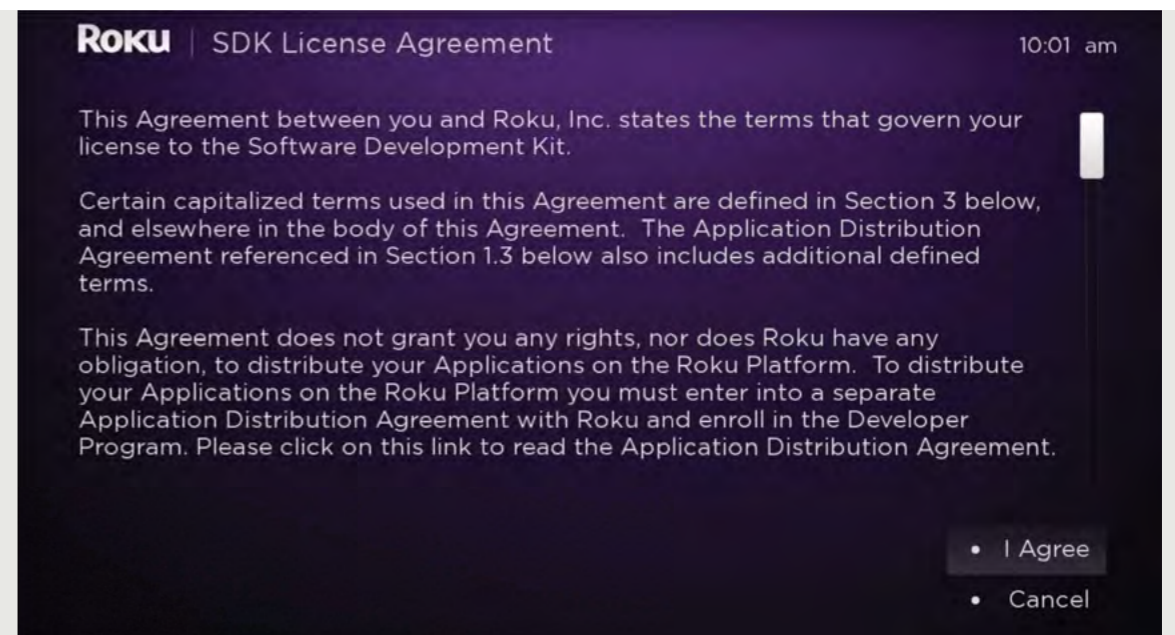 Roku | SDK License Agreement 10:01 am
This Agreement between you and Roku, Inc. states the terms that govern your
license to the Software Development Kit.
Certain capitalized terms used in this Agreement are defined in Section 3 below,
and elsewhere in the body of this Agreement.  The Application Distribution
Agreement referenced in Section 1.3 below also includes additional defined
terms.
This Agreement does not grant you any rights, nor does Roku have any
obligation, to distribute your Applications on the Roku Platform.  To distribute
your Applications on the Roku Platform you must enter into a separate
Application Distribution Agreement with Roku and enroll in the Developer
Program. Please click on this link to read the Application Distribution Agreement.
• I Agree
• Cancel